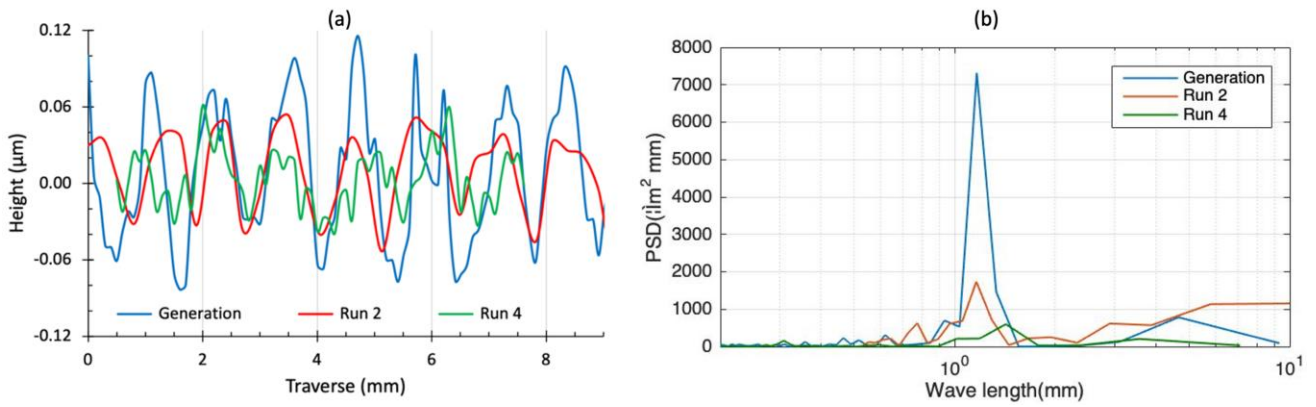 (a)
0.12
0.06
0.00
-0.06
-0.12
Height (μm)
Generation
Run 2
Run 4
0
2
4
6
8
Traverse (mm)
(b)
8000
7000
6000
5000
4000
3000
2000
1000
0
PSD(¡ìm² mm)
Generation
Run 2
Run 4
10⁰
10¹
Wave length(mm)